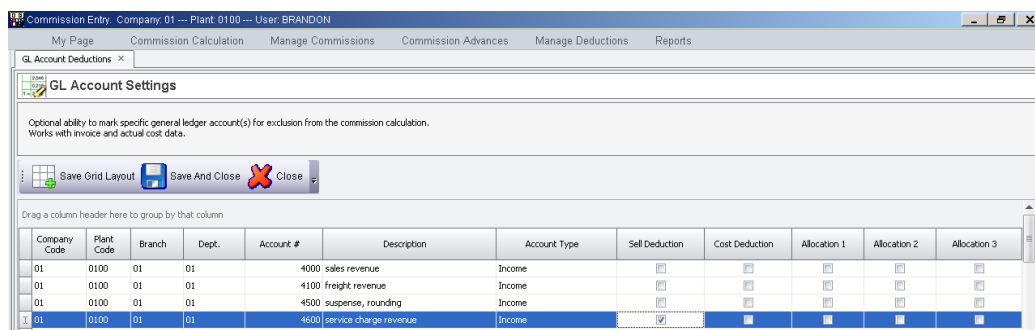 Commission Entry. Company: 01 --- Plant: 0100 --- User: BRANDON
My Page Commission Calculation Manage Commissions Commission Advances Manage Deductions Reports
GL Account Deductions ×
GL Account Settings
Optional ability to mark specific general ledger account(s) for exclusion from the commission calculation.
Works with invoice and actual cost data.
Save Grid Layout Save And Close Close
Drag a column header here to group by that column
Company Code Plant Code Branch Dept. Account # Description Account Type Sell Deduction Cost Deduction Allocation 1 Allocation 2 Allocation 3
01 0100 01 01 4000 sales revenue Income
01 0100 01 01 4100 freight revenue Income
01 0100 01 01 4500 suspense, rounding Income
01 0100 01 01 4600 service charge revenue Income